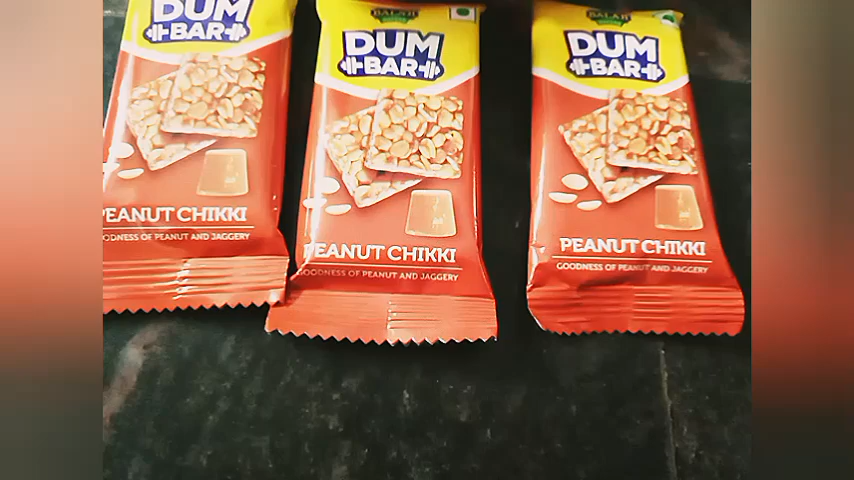 DUM
BAR
PEANUT CHIKKI
OODNESS OF PEANUT AND JAGGERY
BALAJI
DUM
BAR
PEANUT CHIKKI
GOODNESS OF PEANUT AND JAGGERY
BALAJI
DUM
BAR
PEANUT CHIKKI
GOODNESS OF PEANUT AND JAGGERY